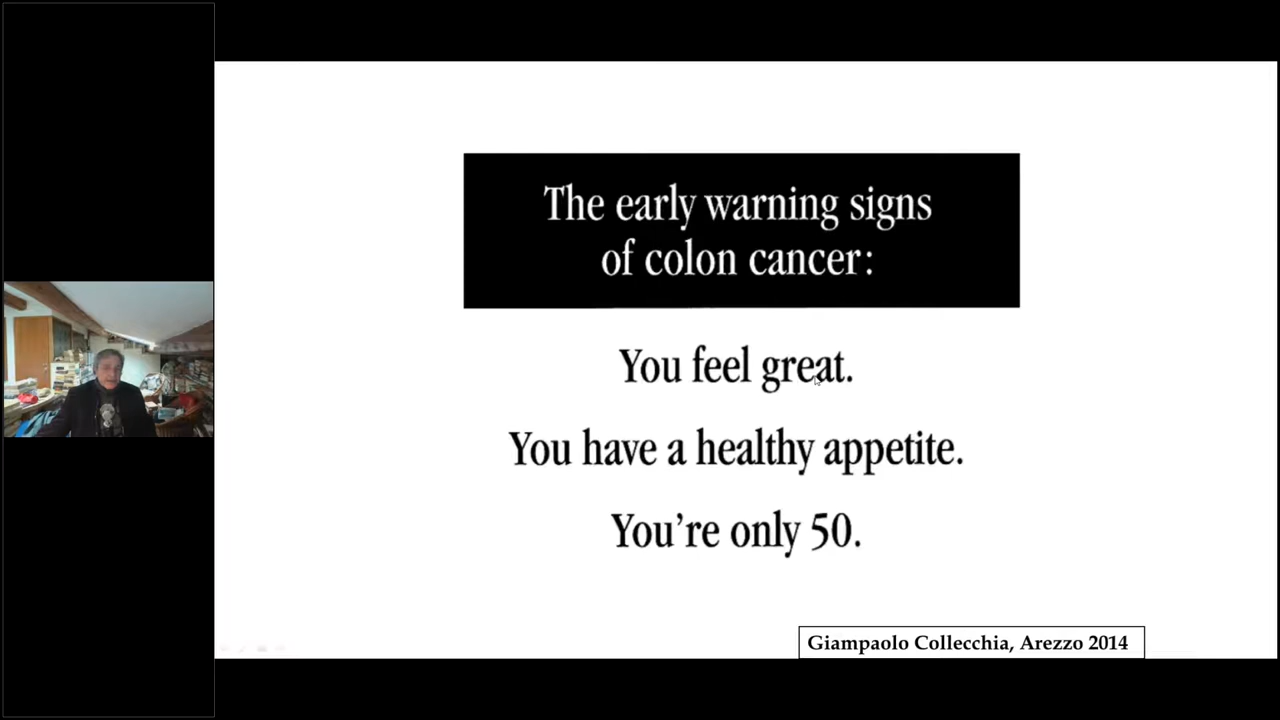 The early warning signs
of colon cancer:
You feel great.
You have a healthy appetite.
You're only 50.
Giampaolo Collecchia, Arezzo 2014